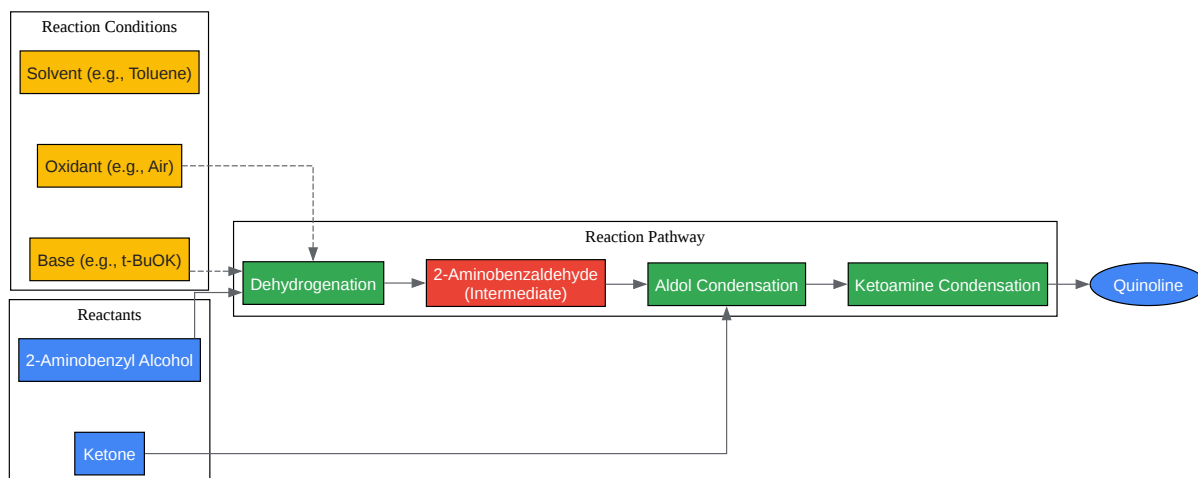 Reaction Conditions
Solvent (e.g., Toluene)
Oxidant (e.g., Air)
Base (e.g., t-BuOK)
Reaction Pathway
Dehydrogenation
2-Aminobenzaldehyde
(Intermediate)
Aldol Condensation
Ketoamine Condensation
Quinoline
Reactants
2-Aminobenzyl Alcohol
Ketone